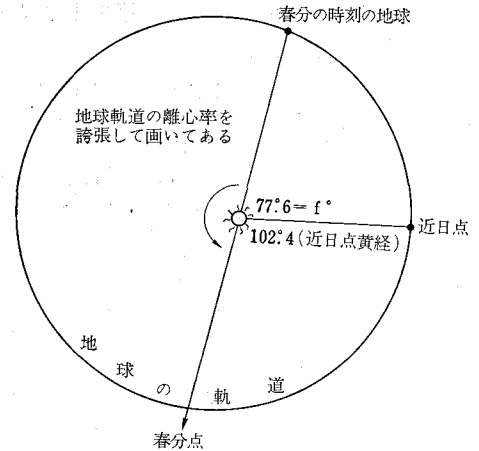 春分の時刻の地球
地球軌道の離心率を
誇張して画いてある
77°.6＝f°
102°.4(近日点黄経)
近日点
地球の軌道
春分点